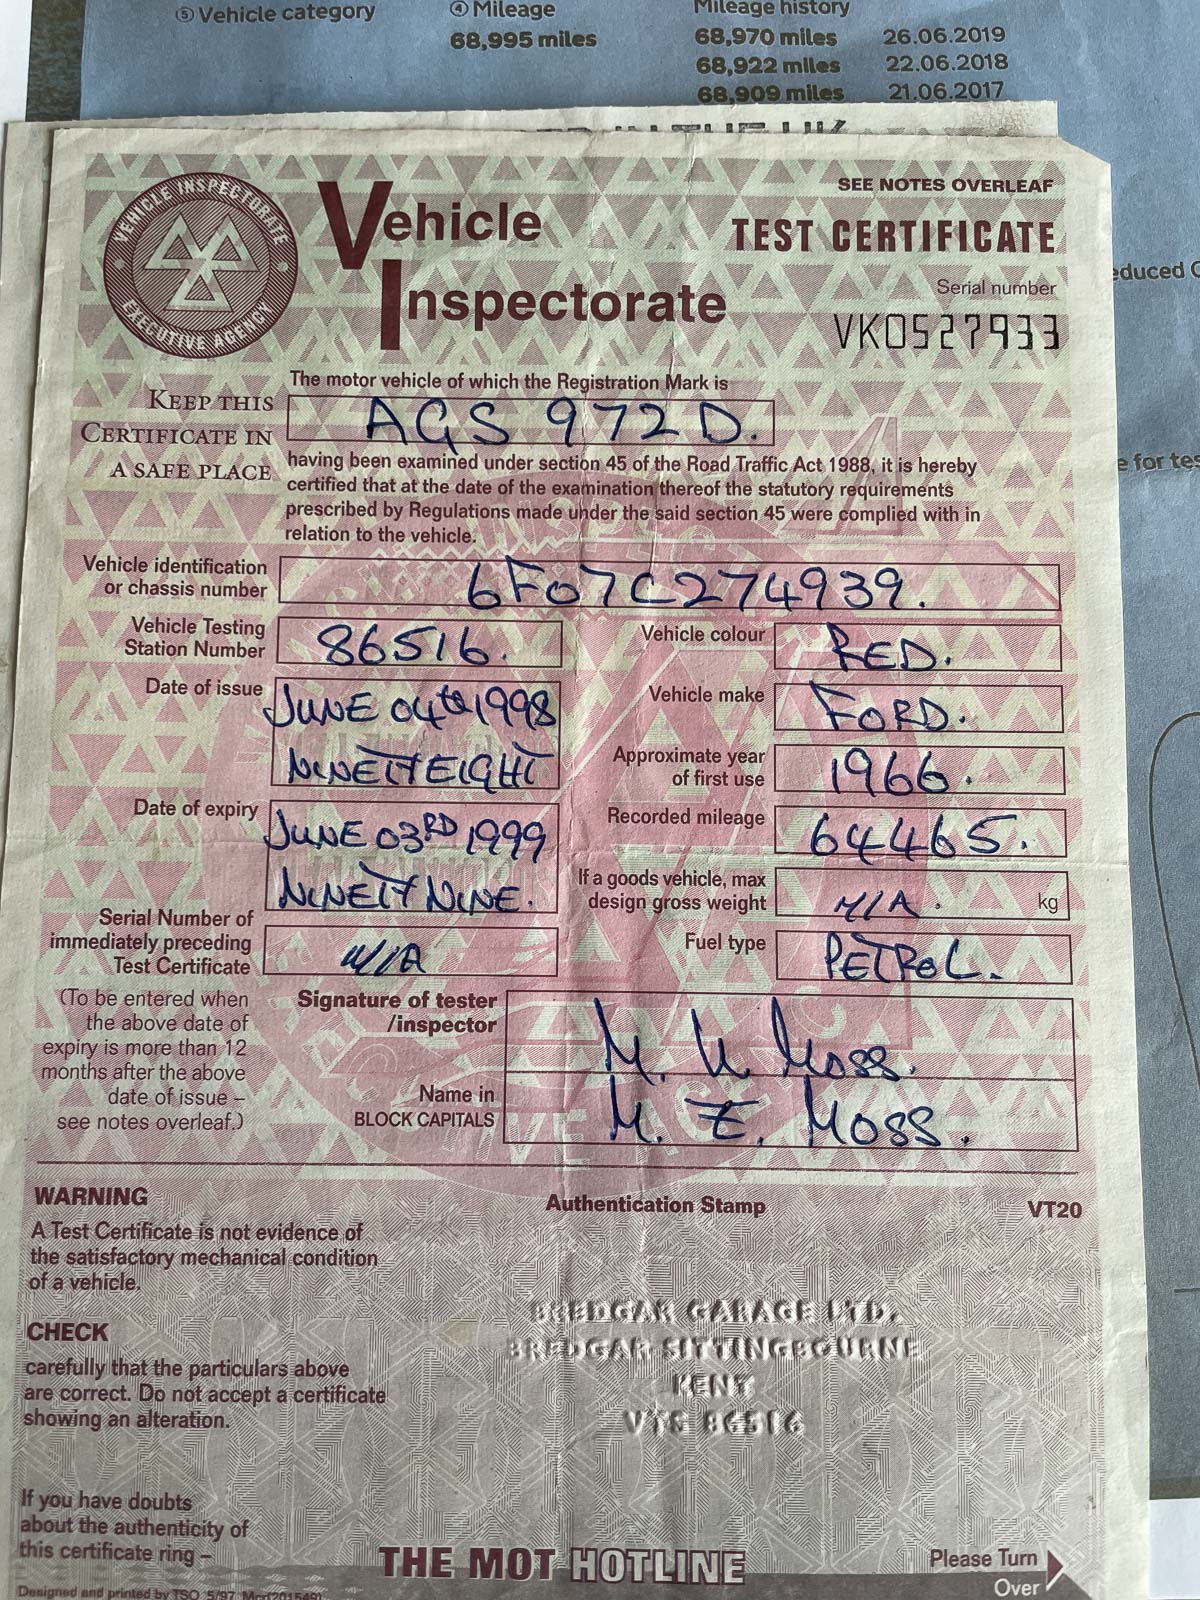 ⑤ Vehicle category
④ Mileage
68,995 miles
Mileage history
68,970 miles 26.06.2019
68,922 miles 22.06.2018
68,909 miles 21.06.2017
IN THE UK
VEHICLE INSPECTORATE
EXECUTIVE AGENCY
Vehicle
Inspectorate
SEE NOTES OVERLEAF
TEST CERTIFICATE
Serial number
VK0527933
KEEP THIS
CERTIFICATE IN
A SAFE PLACE
The motor vehicle of which the Registration Mark is
AGS 972D.
having been examined under section 45 of the Road Traffic Act 1988, it is hereby
certified that at the date of the examination thereof the statutory requirements
prescribed by Regulations made under the said section 45 were complied with in
relation to the vehicle.
Vehicle identification
or chassis number
6F07C274939.
Vehicle Testing
Station Number
86516.
Vehicle colour
RED.
Date of issue
JUNE 04th 1998
NINETY EIGHT
Vehicle make
FORD.
Approximate year
of first use
1966.
Date of expiry
JUNE 03RD 1999
NINETY NINE.
Recorded mileage
64465.
If a goods vehicle, max
design gross weight
N/A.
kg
Serial Number of
immediately preceding
Test Certificate
N/A
Fuel type
PETROL.
(To be entered when
the above date of
expiry is more than 12
months after the above
date of issue –
see notes overleaf.)
Signature of tester
/inspector
Name in
BLOCK CAPITALS
M. Z. MOSS.
WARNING
A Test Certificate is not evidence of
the satisfactory mechanical condition
of a vehicle.
Authentication Stamp
VT20
BREDGAR GARAGE LTD.
BREDGAR SITTINGBOURNE
KENT
VTS 86516
CHECK
carefully that the particulars above
are correct. Do not accept a certificate
showing an alteration.
If you have doubts
about the authenticity of
this certificate ring –
THE MOT HOTLINE
Please Turn
Over
Designed and printed by TSO 5/97
e for tes